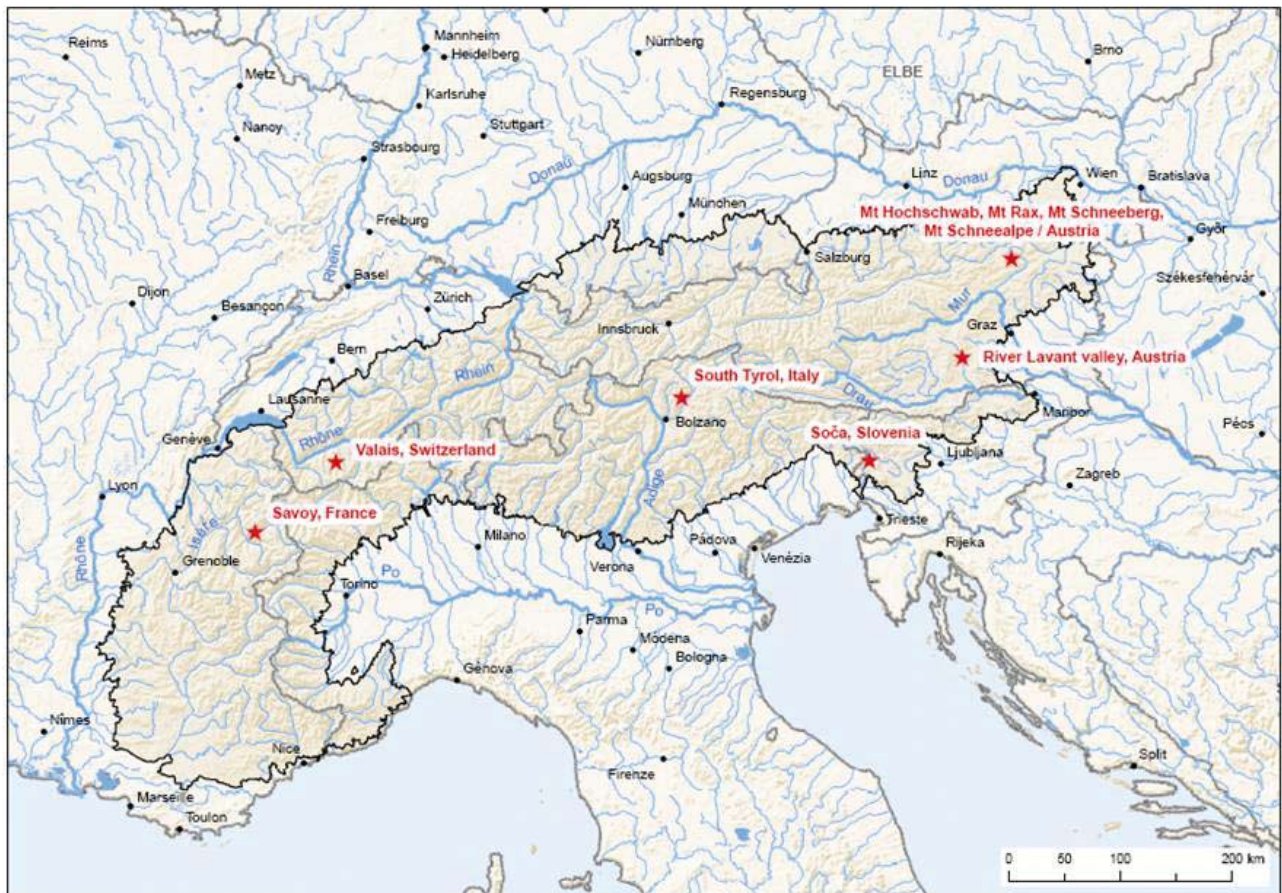 Reims
Mannheim
Heidelberg
Nürnberg
Brno
ELBE
Metz
Karlsruhe
Regensburg
Nancy
Stuttgart
Strasbourg
Donau
Augsburg
Linz
Donau
Wien
Bratislava
München
Freiburg
Mt Hochschwab, Mt Rax, Mt Schneeberg,
Mt Schneealpe / Austria
Györ
Rhein
Salzburg
Basel
Székesfehérvár
Dijon
Besançon
Zürich
Mur
Innsbruck
Graz
Bern
River Lavant valley, Austria
Rhein
South Tyrol, Italy
Drau
Lausanne
Maribor
Bolzano
Pécs
Genève
Rhône
Valais, Switzerland
Soča, Slovenia
Ljubljana
Zagreb
Adige
Lyon
Savoy, France
Trieste
Isère
Milano
Pádova
Venézia
Rijeka
Verona
Grenoble
Rhône
Po
Torino
Po
Parma
Módena
Bologna
Génova
Nîmes
Nice
Firenze
Split
Marseille
Toulon
0 50 100 200 km